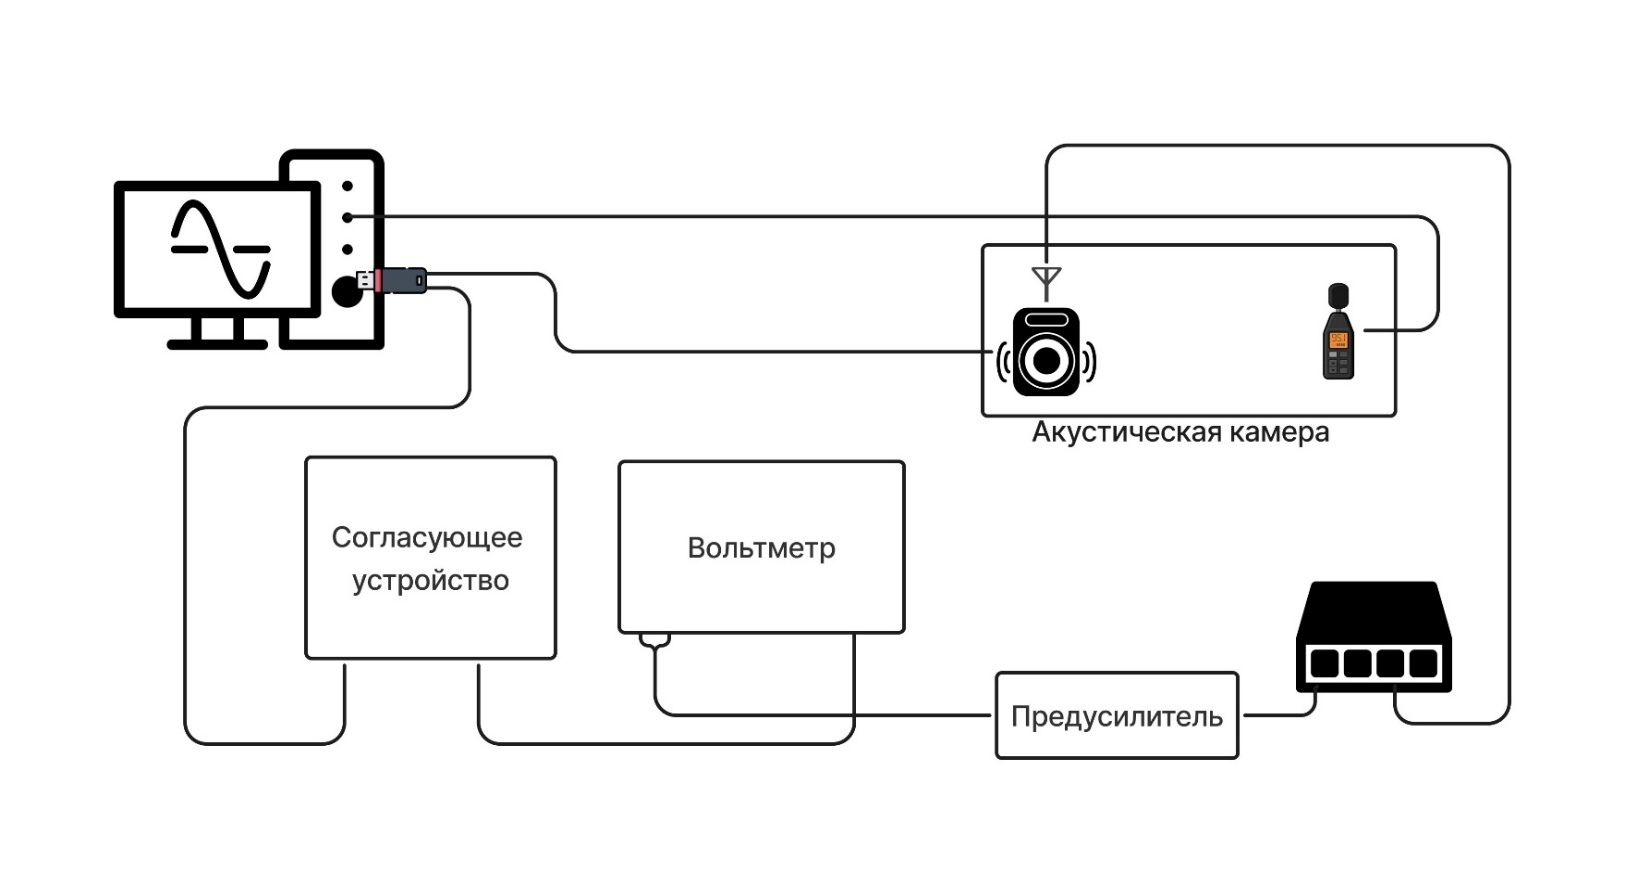 Акустическая камера
Согласующее
устройство
Вольтметр
Предусилитель